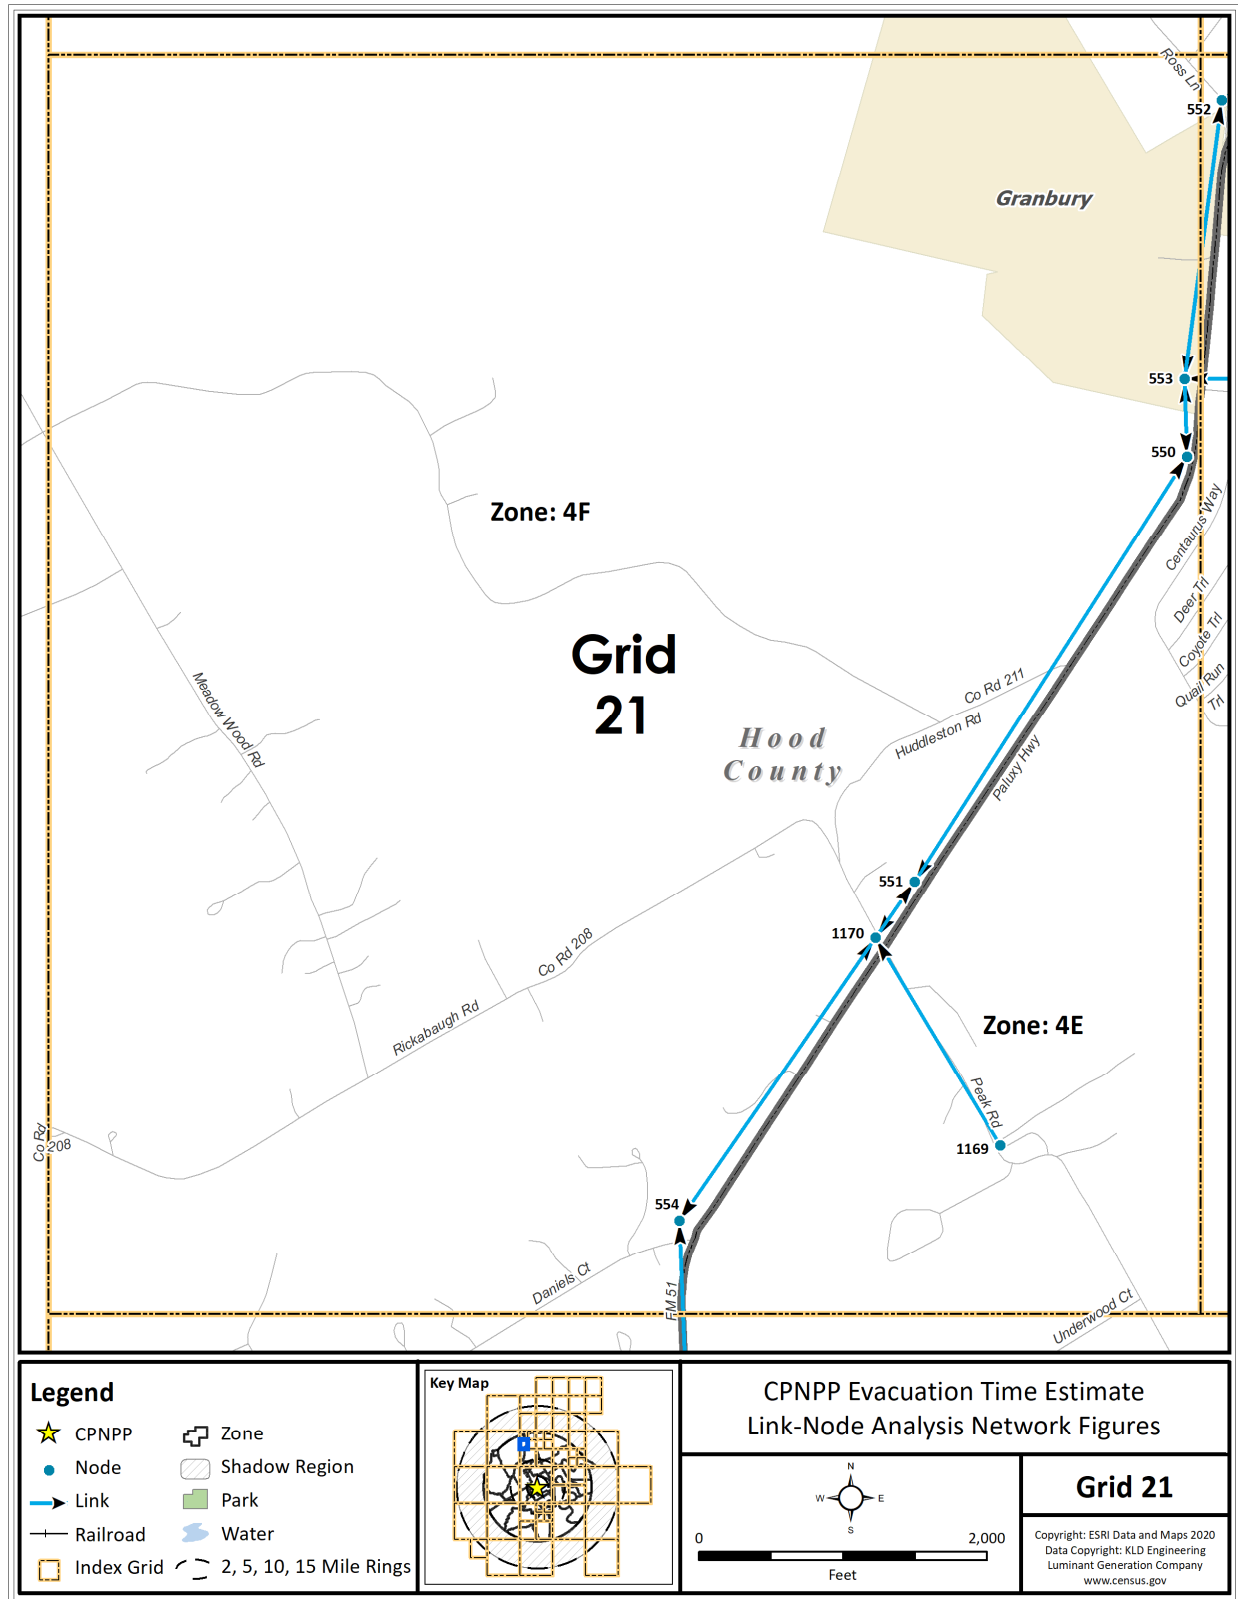 Ross Ln
552
Granbury
553
550
Zone: 4F
Centaurus Way
Deer Trl
Coyote Trl
Quail Run
Trl
Grid
21
Meadow Wood Rd
Co Rd 211
Huddleston Rd
Hood
County
Paluxy Hwy
551
1170
Co Rd 208
Rickabaugh Rd
Zone: 4E
Peak Rd
Co Rd
208
1169
554
Daniels Ct
FM 51
Underwood Ct
Legend
CPNPP
Node
Link
Railroad
Index Grid
Zone
Shadow Region
Park
Water
2, 5, 10, 15 Mile Rings
Key Map
CPNPP Evacuation Time Estimate
Link-Node Analysis Network Figures
N
W E
S
0 2,000
Feet
Grid 21
Copyright: ESRI Data and Maps 2020
Data Copyright: KLD Engineering
Luminant Generation Company
www.census.gov